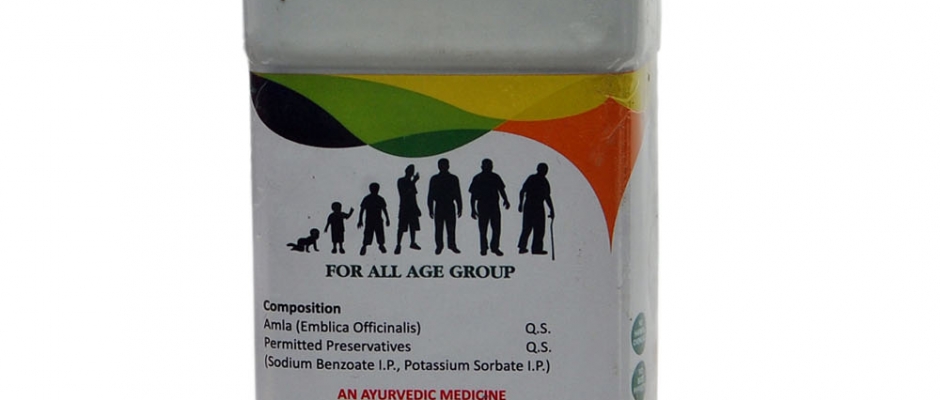 FOR ALL AGE GROUP
Composition
Amla (Emblica Officinalis) Q.S.
Permitted Preservatives Q.S.
(Sodium Benzoate I.P., Potassium Sorbate I.P.)
AN AYURVEDIC MEDICINE